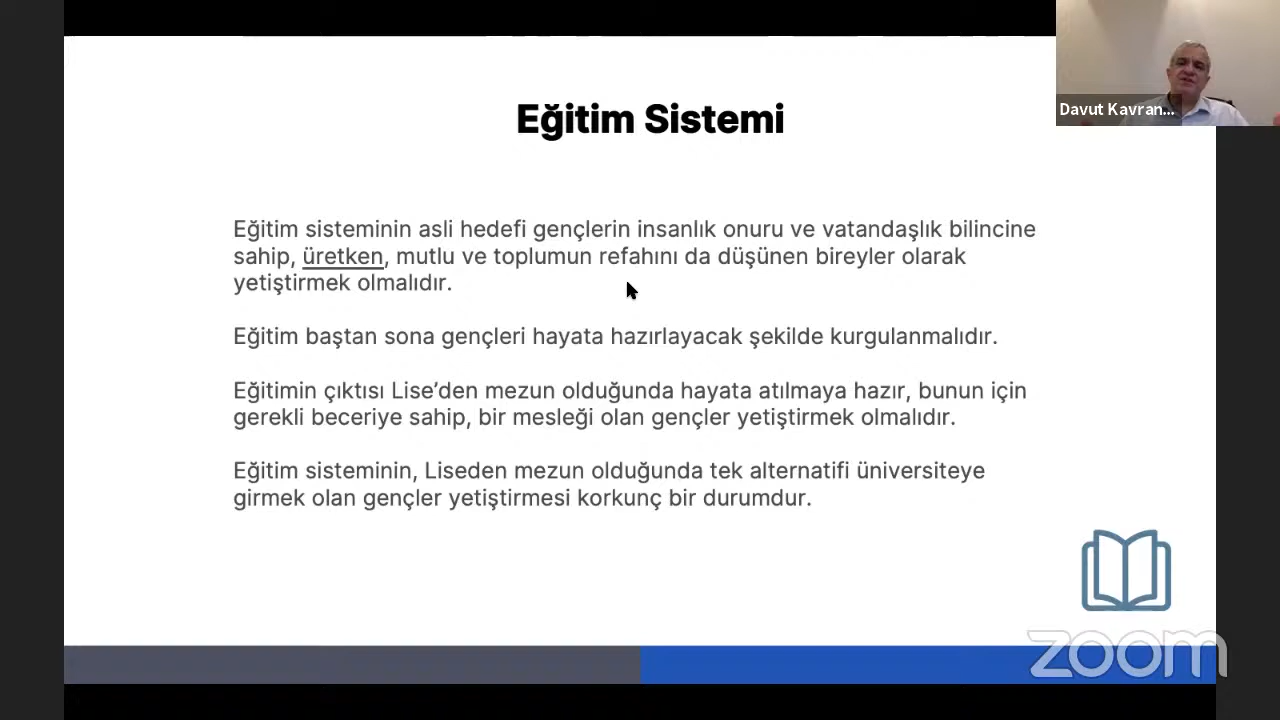 Eğitim Sistemi
Davut Kavran...
Eğitim sisteminin asli hedefi gençlerin insanlık onuru ve vatandaşlık bilincine
sahip, üretken, mutlu ve toplumun refahını da düşünen bireyler olarak
yetiştirmek olmalıdır.
Eğitim baştan sona gençleri hayata hazırlayacak şekilde kurgulanmalıdır.
Eğitimin çıktısı Lise’den mezun olduğunda hayata atılmaya hazır, bunun için
gerekli beceriye sahip, bir mesleği olan gençler yetiştirmek olmalıdır.
Eğitim sisteminin, Liseden mezun olduğunda tek alternatifi üniversiteye
girmek olan gençler yetiştirmesi korkunç bir durumdur.
zoom